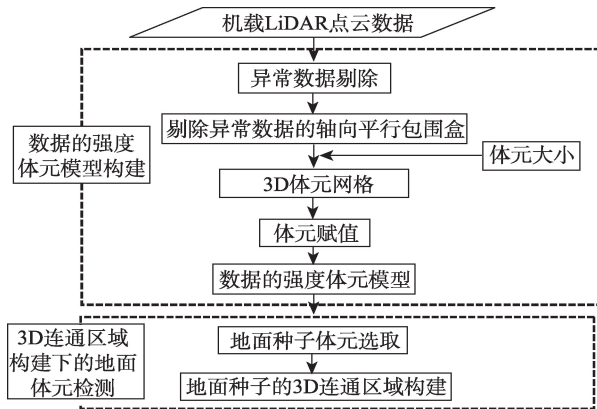 机载LiDAR点云数据
异常数据剔除
剔除异常数据的轴向平行包围盒
数据的强度
体元模型构建
体元大小
3D体元网格
体元赋值
数据的强度体元模型
3D连通区域
构建下的地面
体元检测
地面种子体元选取
地面种子的3D连通区域构建